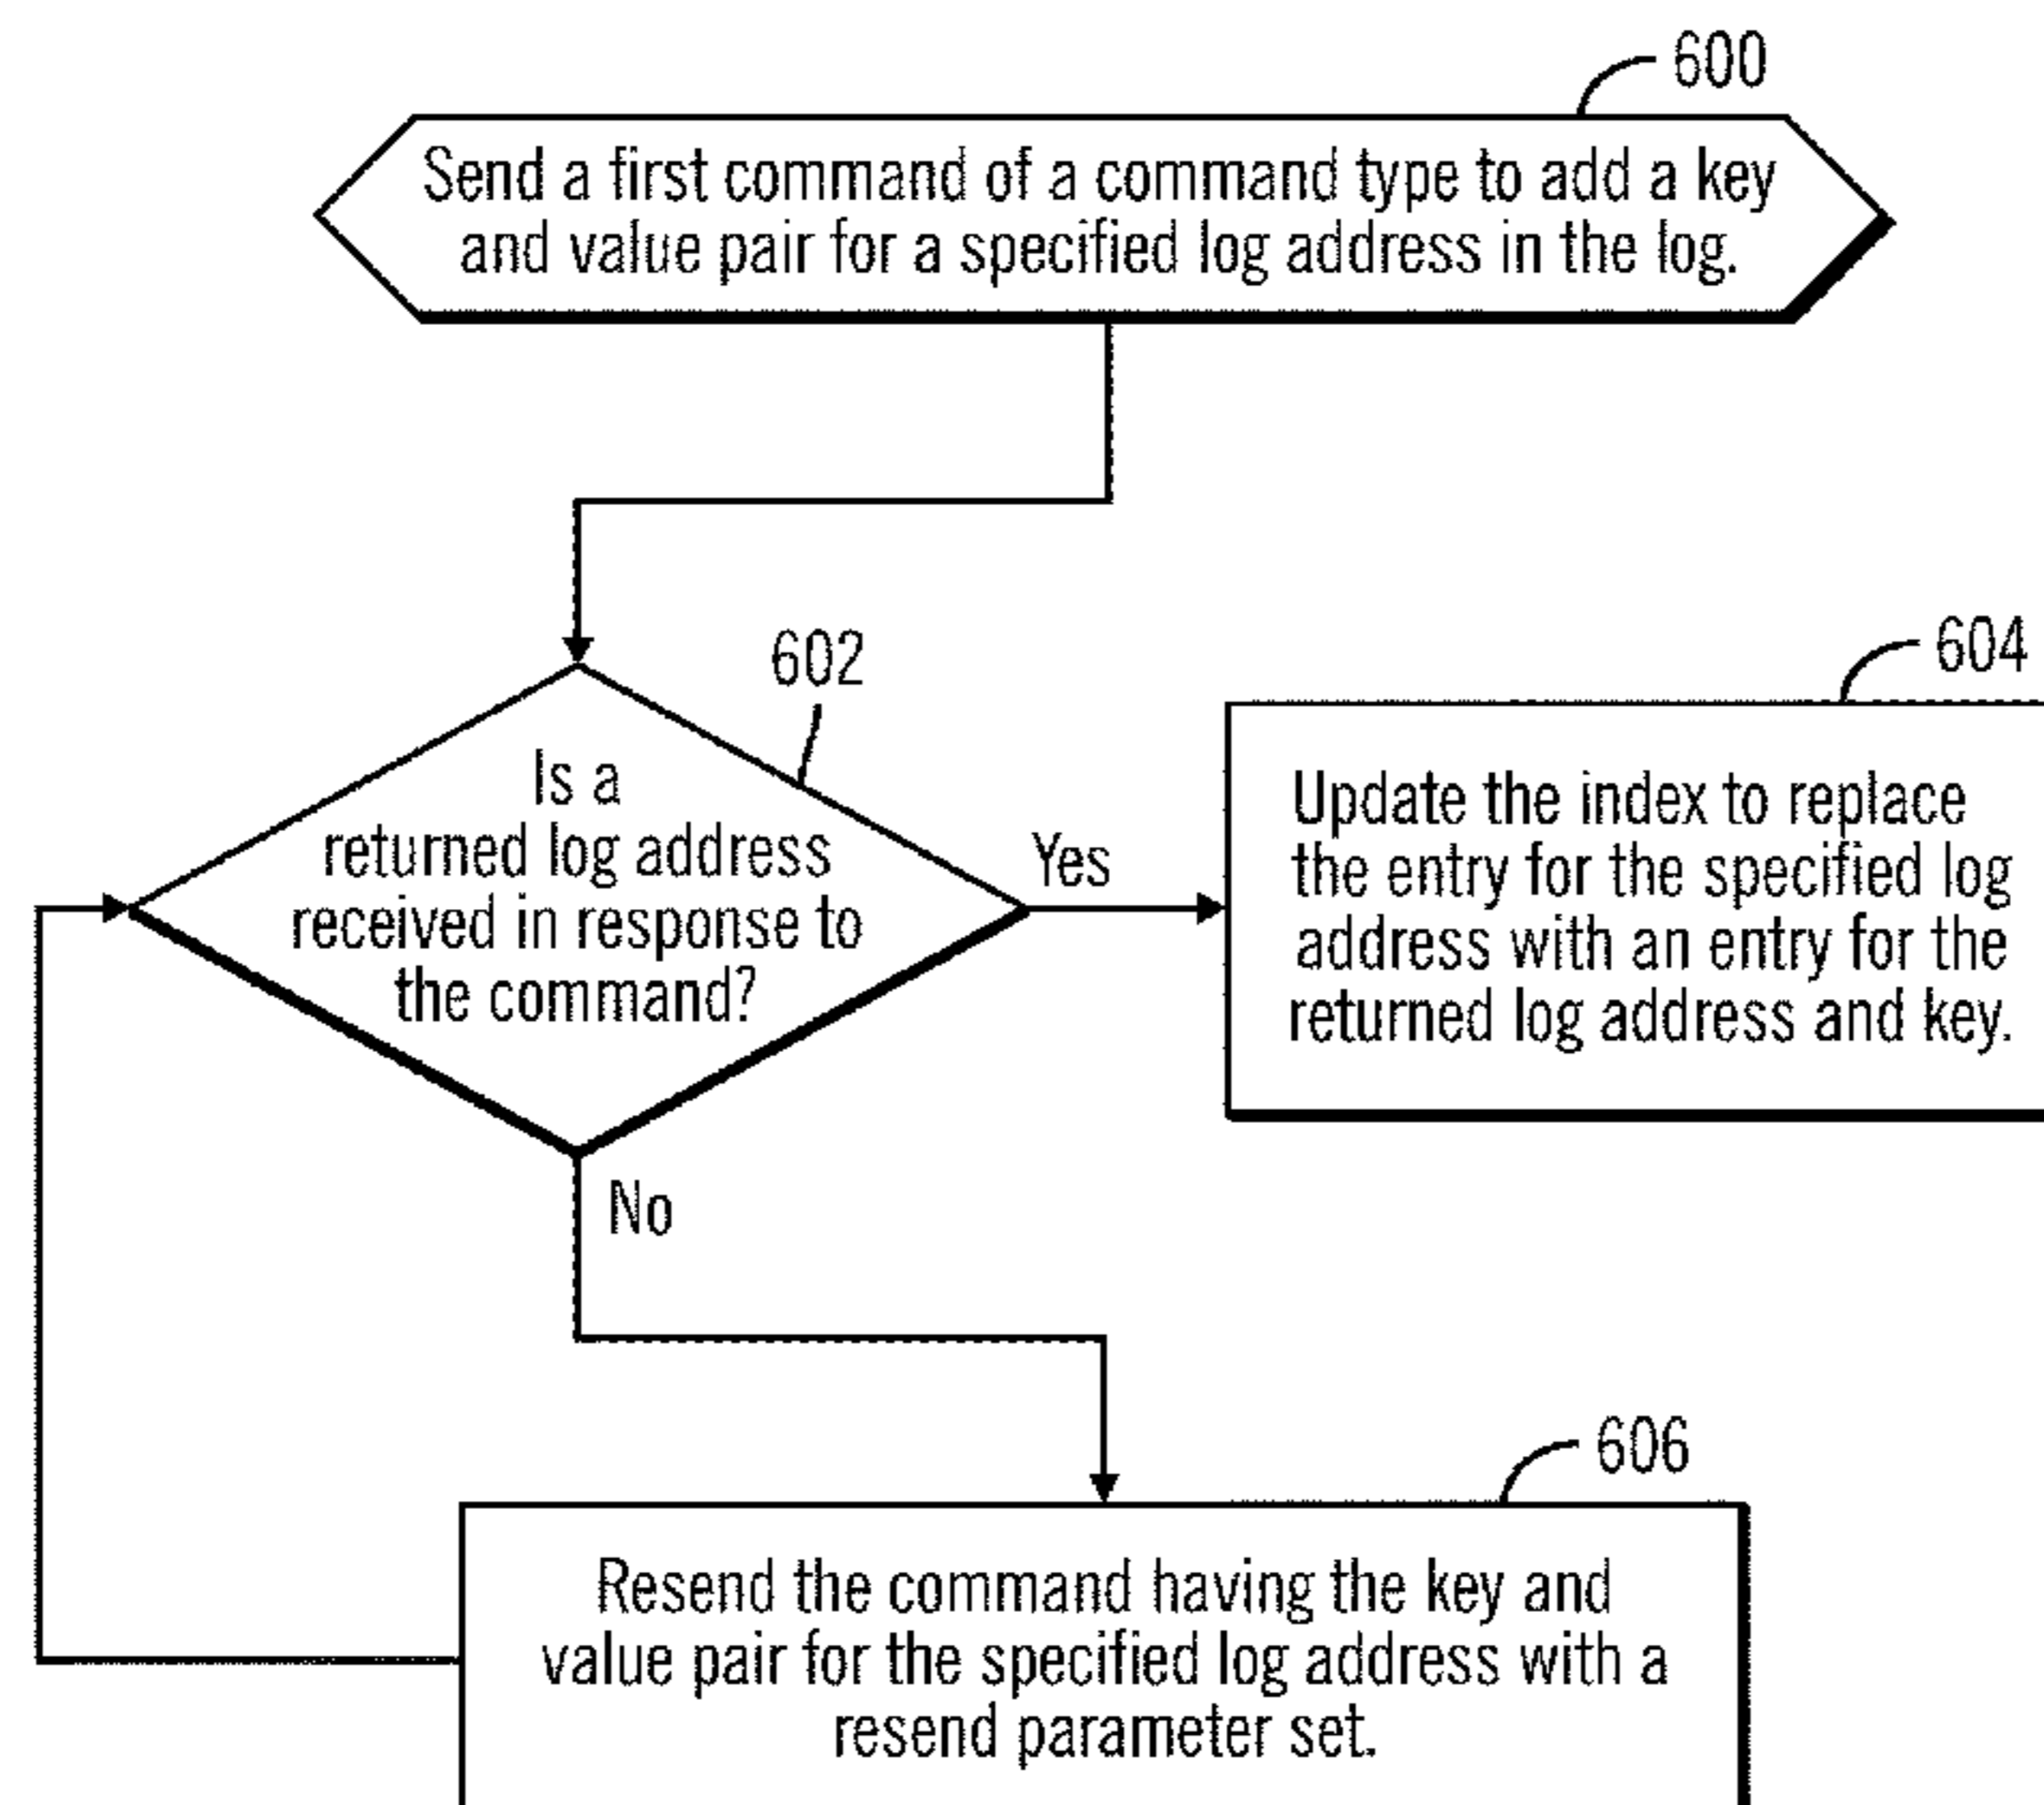 600
Send a first command of a command type to add a key
and value pair for a specified log address in the log.
602
Is a
returned log address
received in response to
the command?
Yes
604
Update the index to replace
the entry for the specified log
address with an entry for the
returned log address and key.
No
606
Resend the command having the key and
value pair for the specified log address with a
resend parameter set.